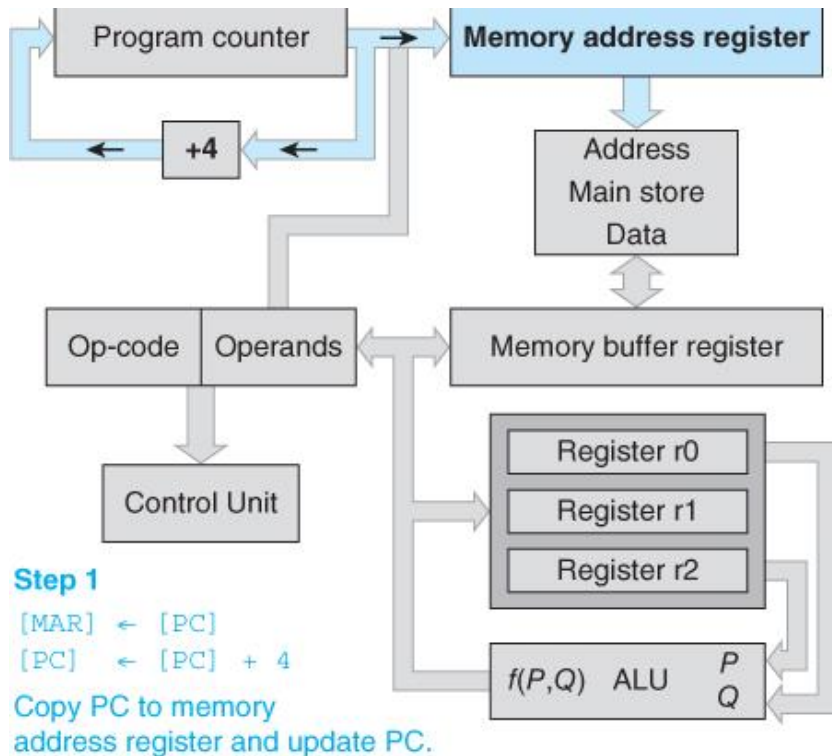 Program counter
Memory address register
+4
Address
Main store
Data
Op-code
Operands
Memory buffer register
Control Unit
Register r0
Register r1
Register r2
f(P,Q) ALU P
Q
Step 1
[MAR] ← [PC]
[PC] ← [PC] + 4
Copy PC to memory
address register and update PC.